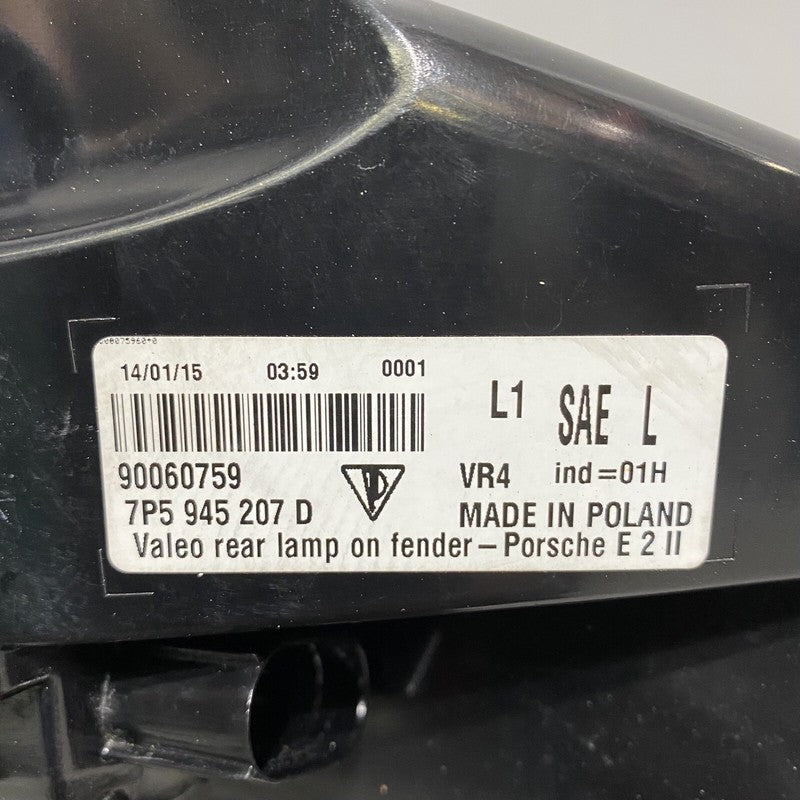 14/01/15 03:59 0001
L1 SAE L
90060759
VR4 ind=01H
7P5 945 207 D
MADE IN POLAND
Valeo rear lamp on fender-Porsche E 2 II